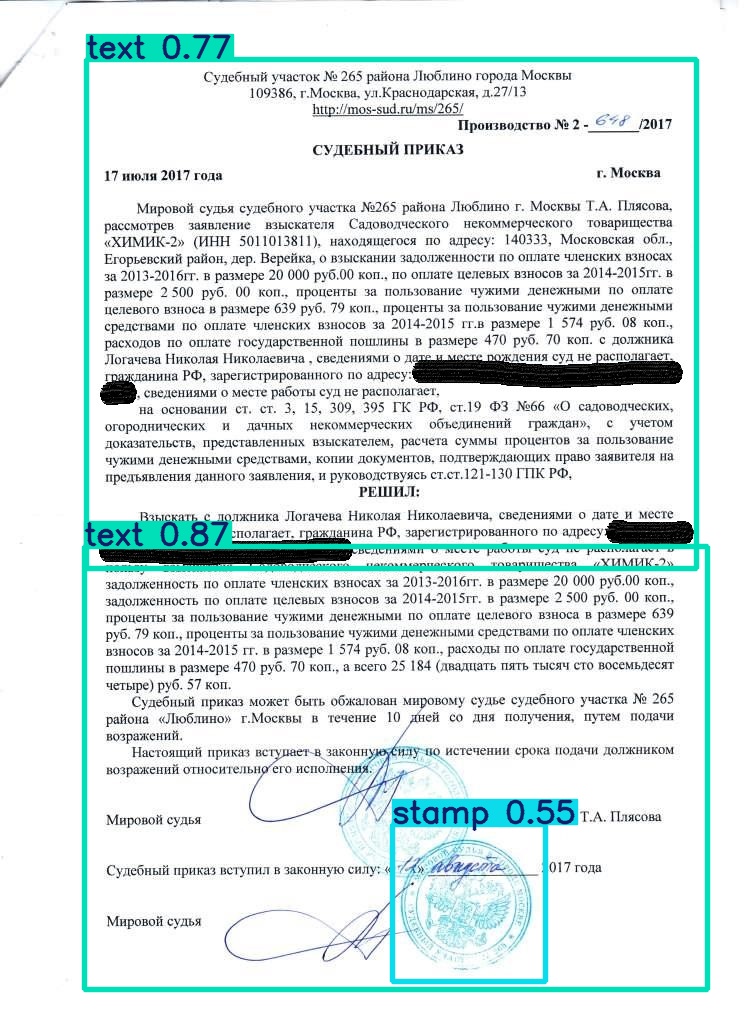 text 0.77
Судебный участок № 265 района Люблино города Москвы
109386, г.Москва, ул.Краснодарская, д.27/13
http://mos-sud.ru/ms/265/
Производство № 2 - 648 /2017
СУДЕБНЫЙ ПРИКАЗ
17 июля 2017 года г. Москва
Мировой судья судебного участка №265 района Люблино г. Москвы Т.А. Плясова,
рассмотрев заявление взыскателя Садоводческого некоммерческого товарищества
«ХИМИК-2» (ИНН 5011013811), находящегося по адресу: 140333, Московская обл.,
Егорьевский район, дер. Верейка, о взыскании задолженности по оплате членских взносах
за 2013-2016гг. в размере 20 000 руб.00 коп., по оплате целевых взносов за 2014-2015гг. в
размере 2 500 руб. 00 коп., проценты за пользование чужими денежными по оплате
целевого взноса в размере 639 руб. 79 коп., проценты за пользование чужими денежными
средствами по оплате членских взносов за 2014-2015 гг.в размере 1 574 руб. 08 коп.,
расходов по оплате государственной пошлины в размере 470 руб. 70 коп. с должника
Логачева Николая Николаевича , сведениями о дате и месте рождения суд не располагает,
гражданина РФ, зарегистрированного по адресу:
, сведениями о месте работы суд не располагает,
на основании ст. ст. 3, 15, 309, 395 ГК РФ, ст.19 ФЗ №66 «О садоводческих,
огороднических и дачных некоммерческих объединений граждан», с учетом
доказательств, представленных взыскателем, расчета суммы процентов за пользование
чужими денежными средствами, копии документов, подтверждающих право заявителя на
предъявления данного заявления, и руководствуясь ст.ст.121-130 ГПК РФ,
РЕШИЛ:
Взыскать с должника Логачева Николая Николаевича, сведениями о дате и месте
text 0.87 сполагает, гражданина РФ, зарегистрированного по адресу:
сведениями о месте работы суд не располагает в
некоммерческого товарищества «ХИМИК-2»
задолженность по оплате членских взносах за 2013-2016гг. в размере 20 000 руб.00 коп.,
задолженность по оплате целевых взносов за 2014-2015гг. в размере 2 500 руб. 00 коп.,
проценты за пользование чужими денежными по оплате целевого взноса в размере 639
руб. 79 коп., проценты за пользование чужими денежными средствами по оплате членских
взносов за 2014-2015 гг. в размере 1 574 руб. 08 коп., расходы по оплате государственной
пошлины в размере 470 руб. 70 коп., а всего 25 184 (двадцать пять тысяч сто восемьдесят
четыре) руб. 57 коп.
Судебный приказ может быть обжалован мировому судье судебного участка № 265
района «Люблино» г.Москвы в течение 10 дней со дня получения, путем подачи
возражений.
Настоящий приказ вступает в законную силу по истечении срока подачи должником
возражений относительно его исполнения.
stamp 0.55
Мировой судья Т.А. Плясова
Судебный приказ вступил в законную силу: «12» августа 2017 года
Мировой судья